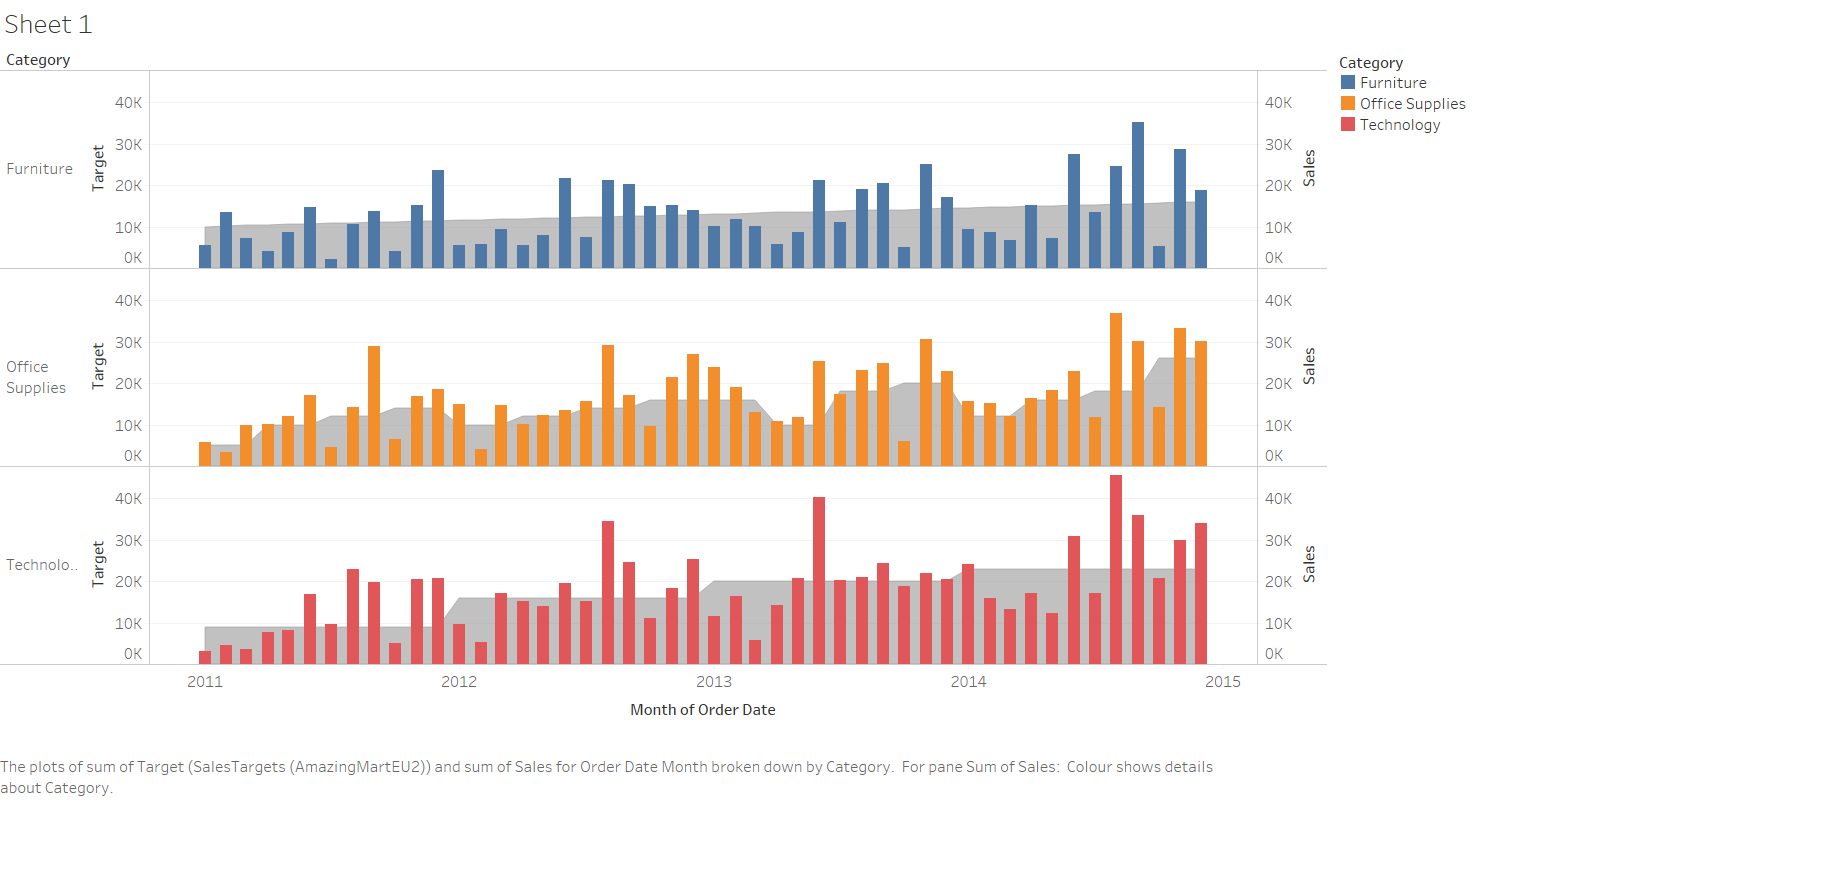 Sheet 1
Category
Furniture
Target
40K
30K
20K
10K
0K
40K
30K
20K
10K
0K
Sales
Office
Supplies
Target
40K
30K
20K
10K
0K
40K
30K
20K
10K
0K
Sales
Technolo..
Target
40K
30K
20K
10K
0K
40K
30K
20K
10K
0K
Sales
2011 2012 2013 2014 2015
Month of Order Date
Category
Furniture
Office Supplies
Technology
The plots of sum of Target (SalesTargets (AmazingMartEU2)) and sum of Sales for Order Date Month broken down by Category.  For pane Sum of Sales:  Colour shows details
about Category.